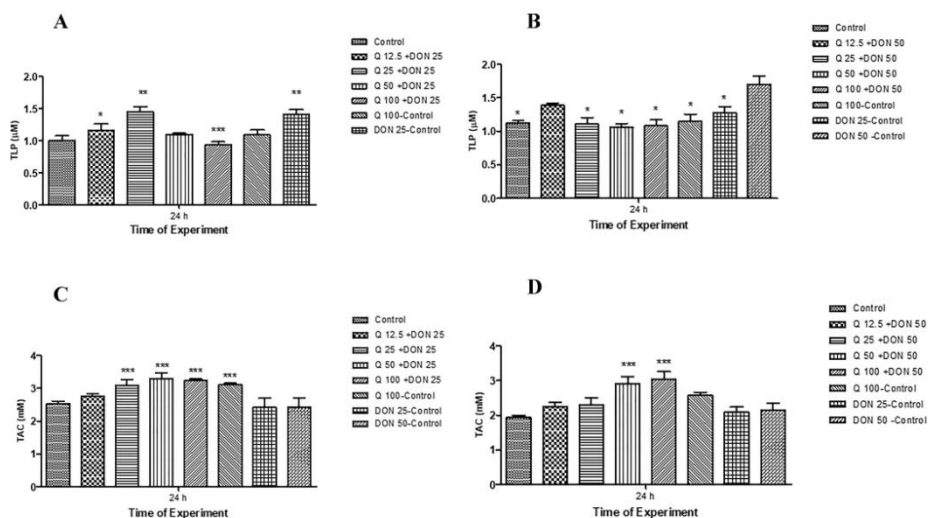 A
Control
Q 12.5 +DON 25
Q 25 +DON 25
Q 50 +DON 25
Q 100 +DON 25
Q 100-Control
DON 25-Control
TLP (µM)
2.0
1.5
1.0
0.5
0.0
*
**
***
**
24 h
Time of Experiment
B
Control
Q 12.5 +DON 50
Q 25 +DON 50
Q 50 +DON 50
Q 100 +DON 50
Q 100-Control
DON 25-Control
DON 50 -Control
TLP (µM)
2.0
1.5
1.0
0.5
0.0
*
*
*
*
*
*
24 h
Time of Experiment
C
Control
Q 12.5 +DON 25
Q 25 +DON 25
Q 50 +DON 25
Q 100 +DON 25
Q 100-Control
DON 25-Control
DON 50-Control
TAC (mM)
4
3
2
1
0
***
***
***
***
24 h
Time of Experiment
D
Control
Q 12.5 +DON 50
Q 25 +DON 50
Q 50 +DON 50
Q 100 +DON 50
Q 100-Control
DON 25-Control
DON 50 -Control
TAC (mM)
4
3
2
1
0
***
***
24 h
Time of Experiment